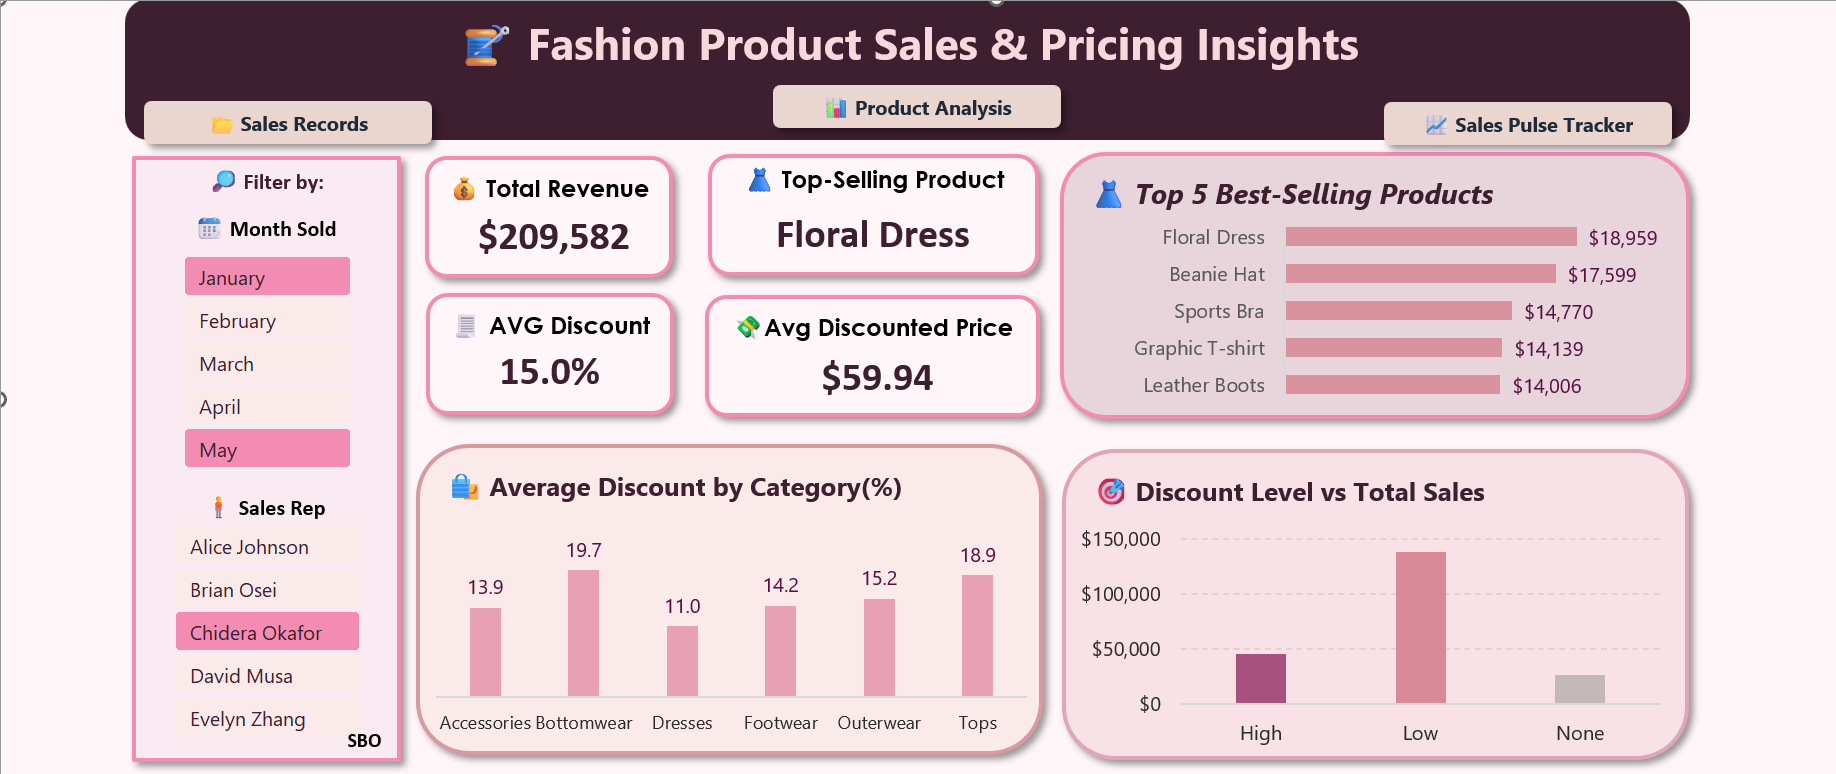 Fashion Product Sales & Pricing Insights
Sales Records
Product Analysis
Sales Pulse Tracker
Filter by:
Month Sold
January
February
March
April
May
Sales Rep
Alice Johnson
Brian Osei
Chidera Okafor
David Musa
Evelyn Zhang
SBO
Total Revenue
$209,582
Top-Selling Product
Floral Dress
AVG Discount
15.0%
Avg Discounted Price
$59.94
Top 5 Best-Selling Products
Floral Dress $18,959
Beanie Hat $17,599
Sports Bra $14,770
Graphic T-shirt $14,139
Leather Boots $14,006
Average Discount by Category(%)
13.9 19.7 11.0 14.2 15.2 18.9
Accessories Bottomwear Dresses Footwear Outerwear Tops
Discount Level vs Total Sales
$150,000
$100,000
$50,000
$0
High Low None